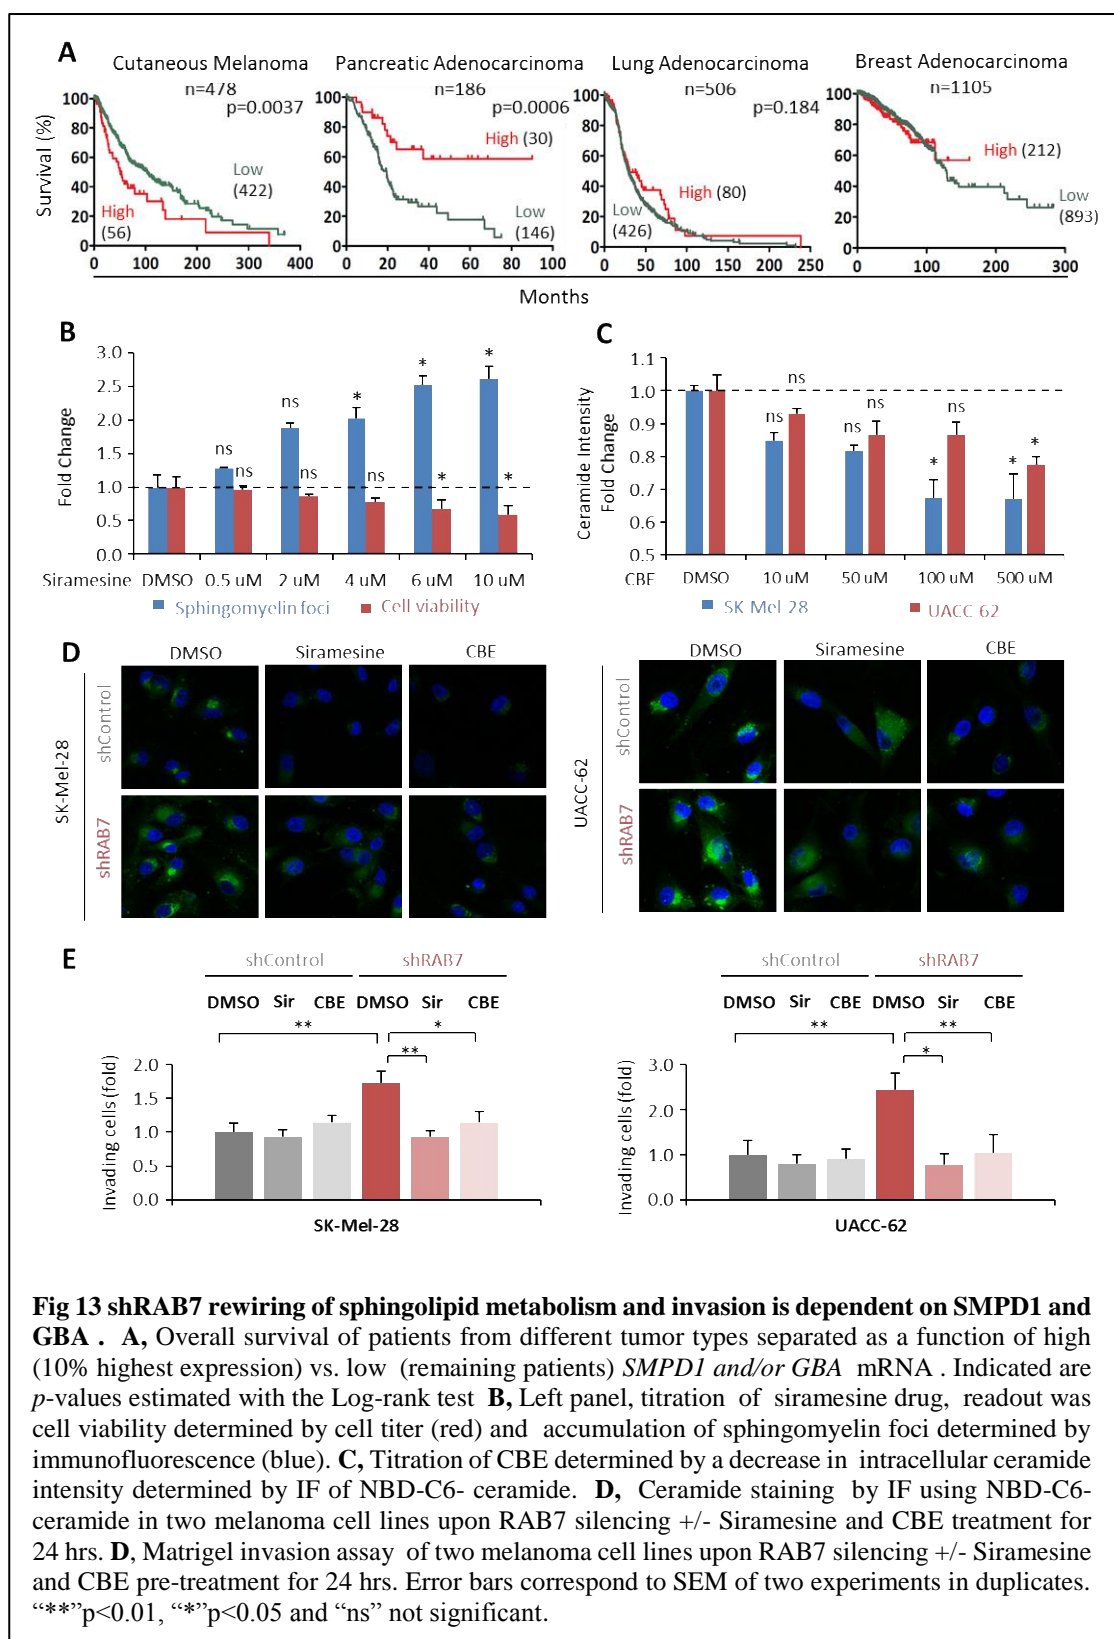 A
Cutaneous Melanoma
n=478
p=0.0037
Pancreatic Adenocarcinoma
n=186
p=0.0006
Lung Adenocarcinoma
n=506
p=0.184
Breast Adenocarcinoma
n=1105
Survival (%)
100
80
60
40
20
0
Low
(422)
High
(56)
0 100 200 300 400
100
80
60
40
20
0
High (30)
Low
(146)
0 20 40 60 80 100
100
80
60
40
20
0
High (80)
Low
(426)
0 50 100 150 200 250
100
80
60
40
20
0
High (212)
Low
(893)
0 100 200 300
Months
B
Fold Change
3.0
2.5
2.0
1.5
1.0
0.5
0.0
ns ns ns ns * * * * *
Siramesine DMSO 0.5 uM 2 uM 4 uM 6 uM 10 uM
Sphingomyelin foci Cell viability
C
Ceramide Intensity
Fold Change
1.1
1.0
0.9
0.8
0.7
0.6
0.5
ns ns ns ns * ns * *
CBE DMSO 10 uM 50 uM 100 uM 500 uM
SK Mel 28 UACC 62
D
DMSO Siramesine CBE
SK-Mel-28
shControl
shRAB7
DMSO Siramesine CBE
UACC-62
shControl
shRAB7
E
shControl shRAB7
DMSO Sir CBE DMSO Sir CBE
** *
**
Invading cells (fold)
2.0
1.5
1.0
0.5
0.0
SK-Mel-28
shControl shRAB7
DMSO Sir CBE DMSO Sir CBE
** **
*
Invading cells (fold)
3.0
2.0
1.0
0.0
UACC-62
Fig 13 shRAB7 rewiring of sphingolipid metabolism and invasion is dependent on SMPD1 and
GBA . A, Overall survival of patients from different tumor types separated as a function of high
(10% highest expression) vs. low (remaining patients) SMPD1 and/or GBA mRNA . Indicated are
p-values estimated with the Log-rank test B, Left panel, titration of siramesine drug, readout was
cell viability determined by cell titer (red) and accumulation of sphingomyelin foci determined by
immunofluorescence (blue). C, Titration of CBE determined by a decrease in intracellular ceramide
intensity determined by IF of NBD-C6- ceramide. D, Ceramide staining by IF using NBD-C6-
ceramide in two melanoma cell lines upon RAB7 silencing +/- Siramesine and CBE treatment for
24 hrs. D, Matrigel invasion assay of two melanoma cell lines upon RAB7 silencing +/- Siramesine
and CBE pre-treatment for 24 hrs. Error bars correspond to SEM of two experiments in duplicates.
“**”p<0.01, “*”p<0.05 and “ns” not significant.